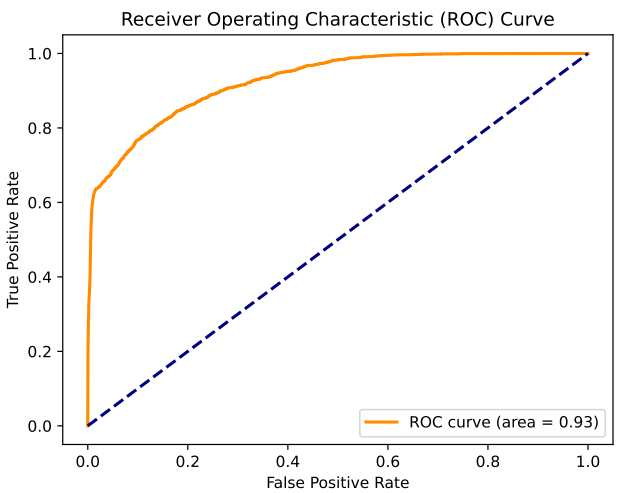 Receiver Operating Characteristic (ROC) Curve
1.0
0.8
0.6
0.4
0.2
0.0
True Positive Rate
ROC curve (area = 0.93)
0.0 0.2 0.4 0.6 0.8 1.0
False Positive Rate